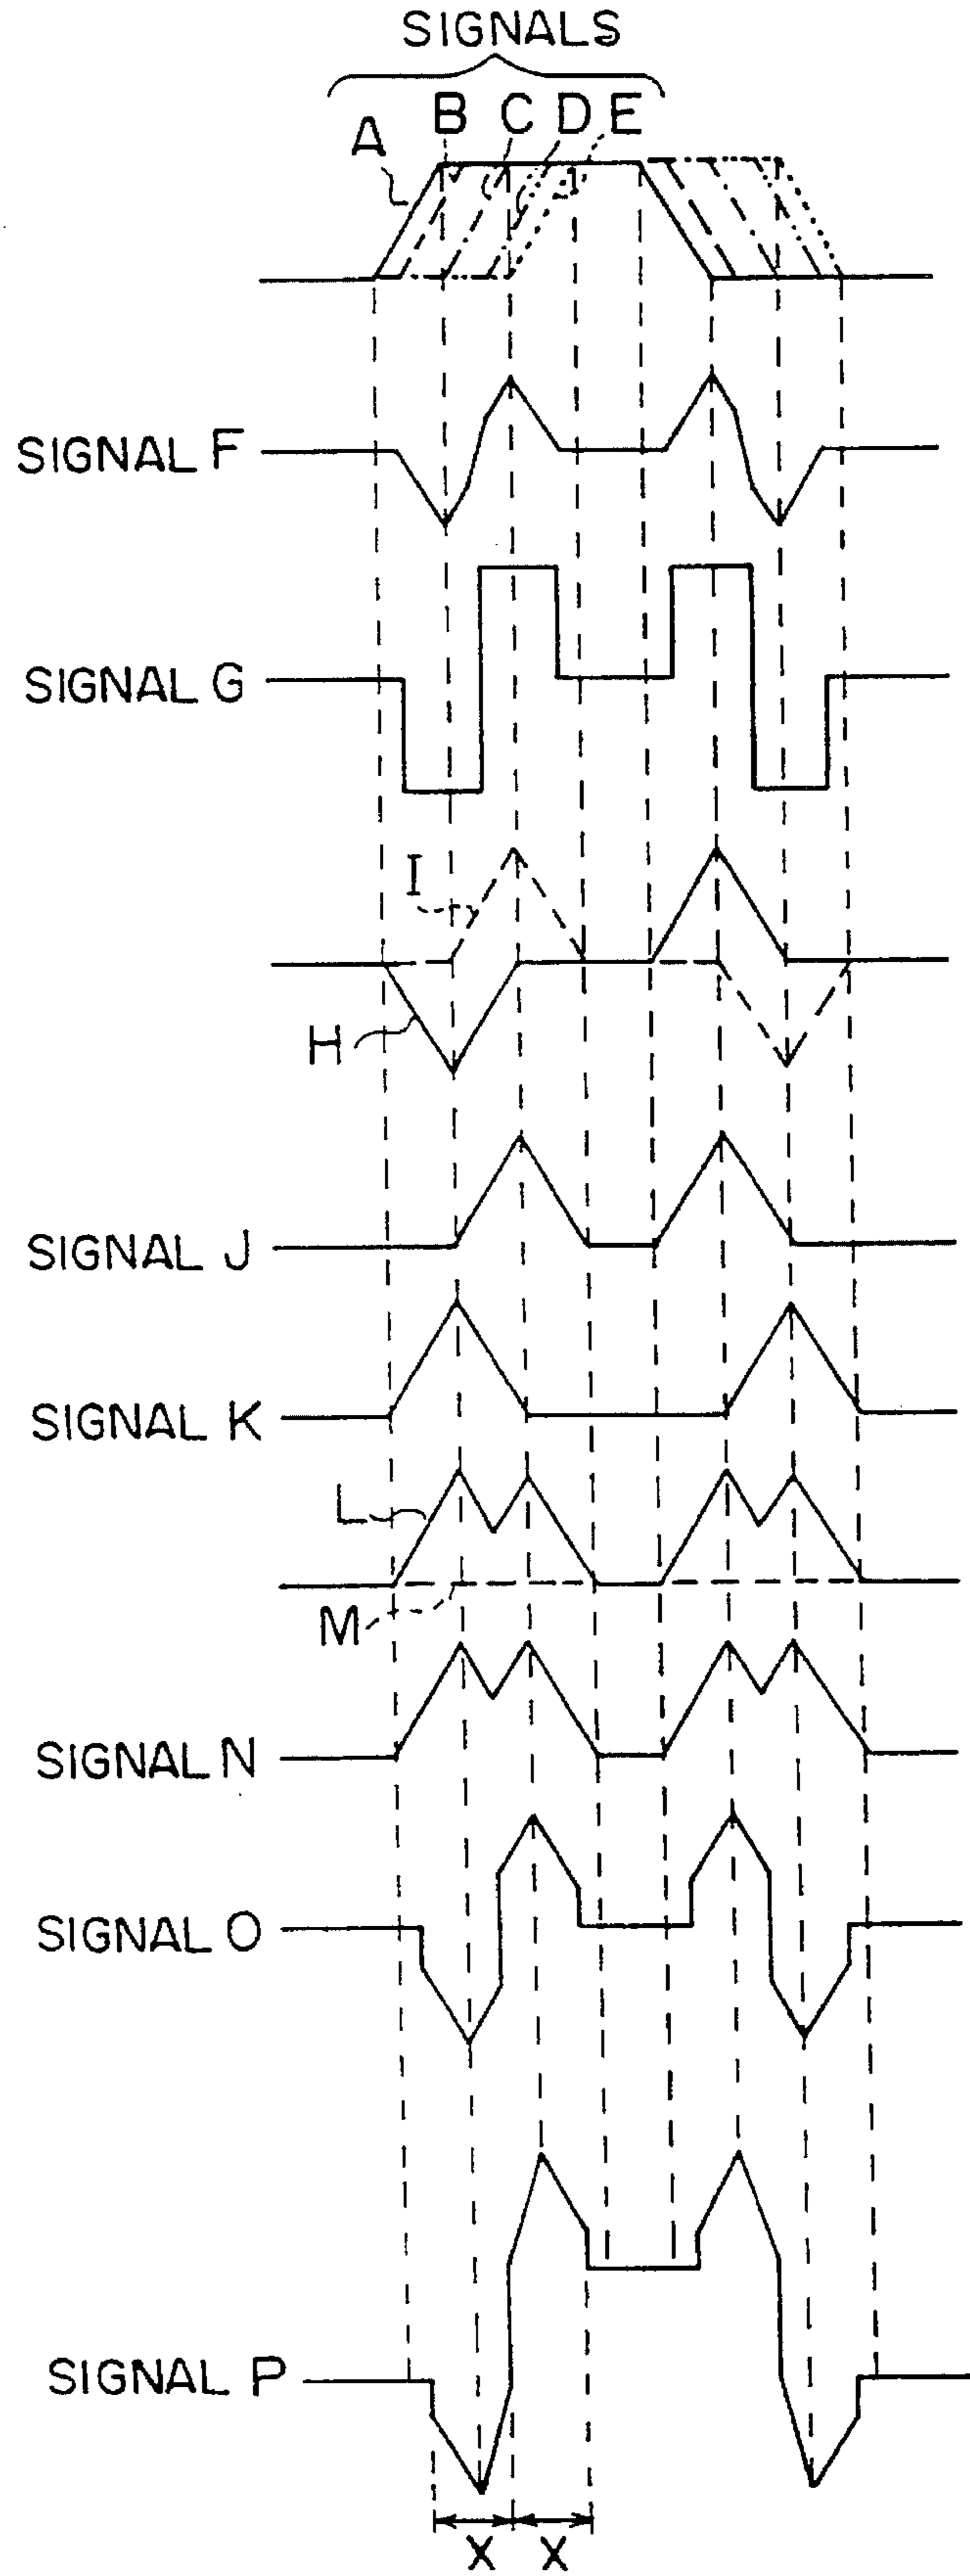 SIGNALS
A B C D E
SIGNAL F
SIGNAL G
I
H
SIGNAL J
SIGNAL K
L
M
SIGNAL N
SIGNAL O
SIGNAL P
X X